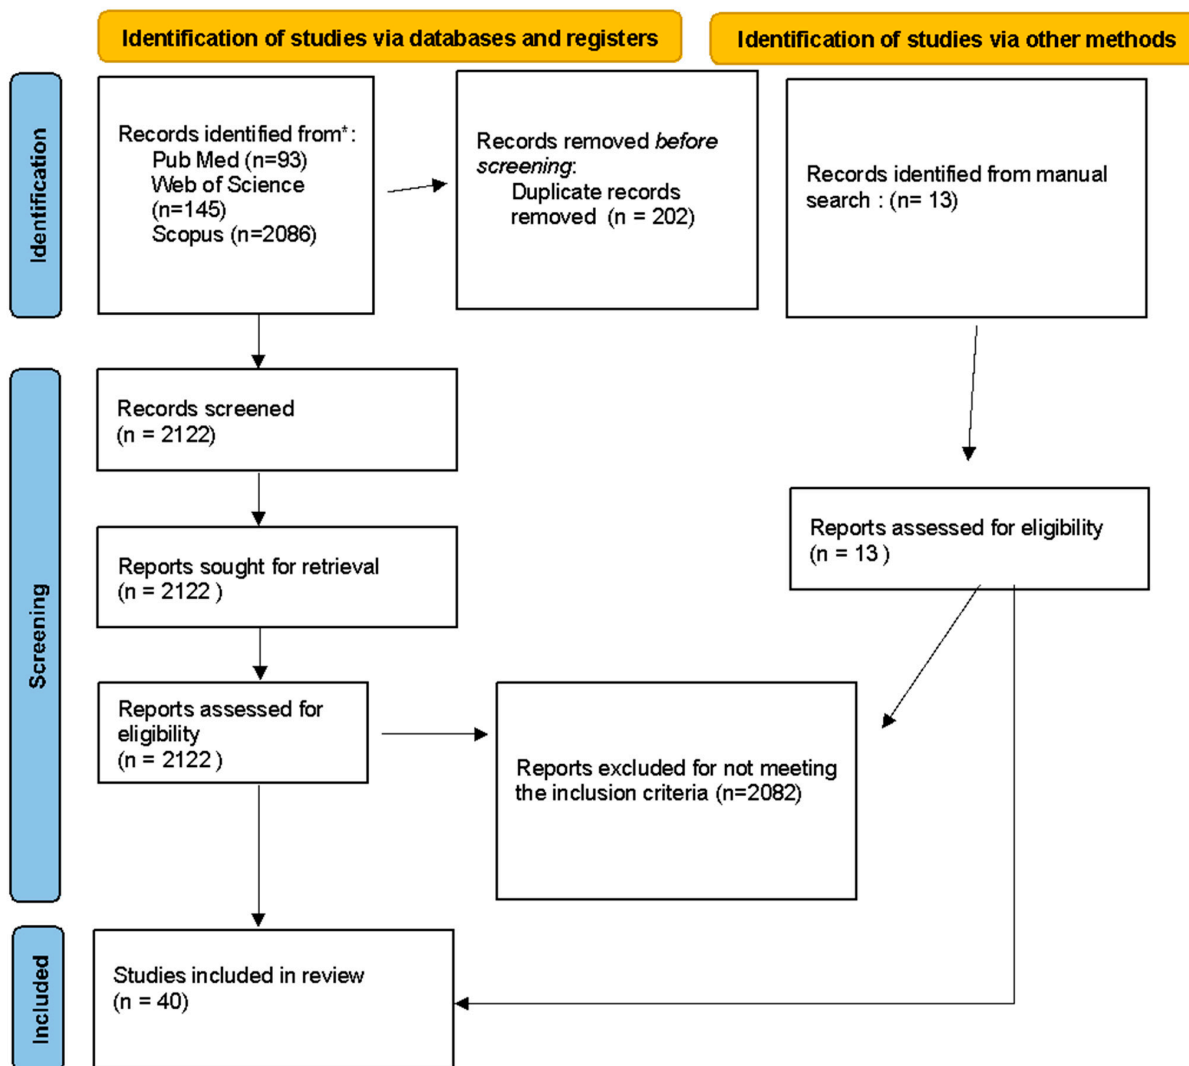 Identification of studies via databases and registers
Identification of studies via other methods
Identification
Records identified from*:
Pub Med (n=93)
Web of Science
(n=145)
Scopus (n=2086)
Records removed before
screening:
Duplicate records
removed (n = 202)
Records identified from manual
search : (n= 13)
Screening
Records screened
(n = 2122)
Reports sought for retrieval
(n = 2122 )
Reports assessed for
eligibility
(n = 2122 )
Reports assessed for eligibility
(n = 13 )
Reports excluded for not meeting
the inclusion criteria (n=2082)
Included
Studies included in review
(n = 40)